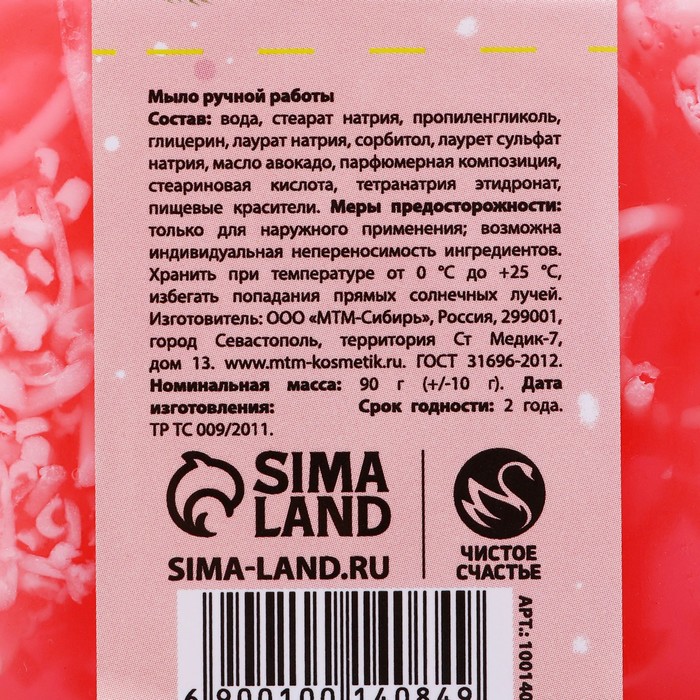 Мыло ручной работы
Состав: вода, стеарат натрия, пропиленгликоль,
глицерин, лаурат натрия, сорбитол, лаурет сульфат
натрия, масло авокадо, парфюмерная композиция,
стеариновая кислота, тетранатрия этидронат,
пищевые красители. Меры предосторожности:
только для наружного применения; возможна
индивидуальная непереносимость ингредиентов.
Хранить при температуре от 0 °С до +25 °С,
избегать попадания прямых солнечных лучей.
Изготовитель: ООО «МТМ-Сибирь», Россия, 299001,
город Севастополь, территория Ст Медик-7,
дом 13. www.mtm-kosmetik.ru. ГОСТ 31696-2012.
Номинальная масса: 90 г (+/-10 г). Дата
изготовления: Срок годности: 2 года.
ТР ТС 009/2011.
SIMA
LAND
SIMA-LAND.RU
ЧИСТОЕ
СЧАСТЬЕ
АРТ.: 100140
6 900100 140849